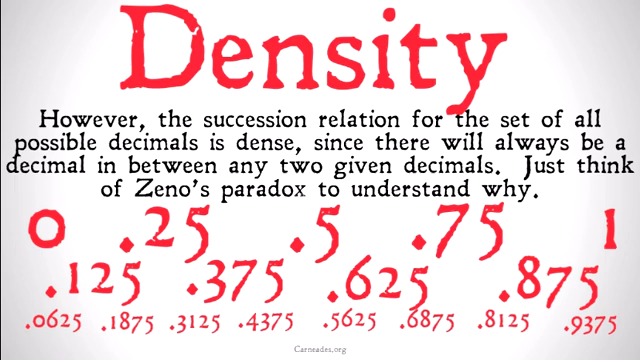 Density
However, the succession relation for the set of all
possible decimals is dense, since there will always be a
decimal in between any two given decimals. Just think
of Zeno's paradox to understand why.
0 .25 .5 .75 1
.125 .375 .625 .875
.0625 .1875 .3125 .4375 .5625 .6875 .8125 .9375
Carneades.org